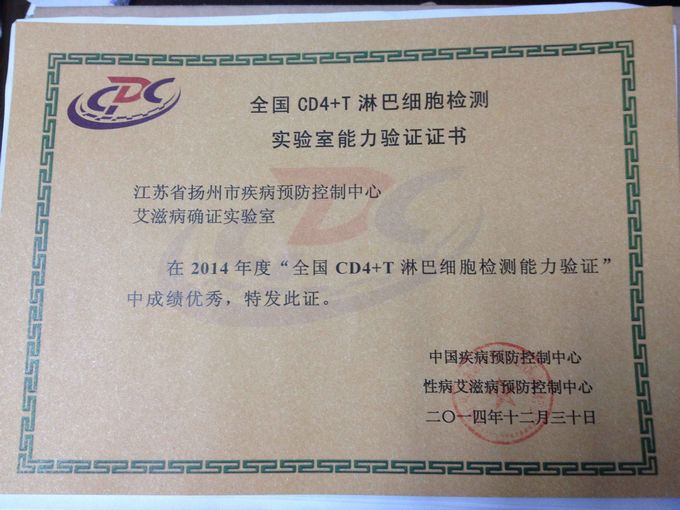 CDC
全国 CD4+T 淋巴细胞检测
实验室能力验证证书
江苏省扬州市疾病预防控制中心
艾滋病确证实验室
在 2014 年度“全国 CD4+T 淋巴细胞检测能力验证”
中成绩优秀，特发此证。
中国疾病预防控制中心
性病艾滋病预防控制中心
二〇一四年十二月三十日